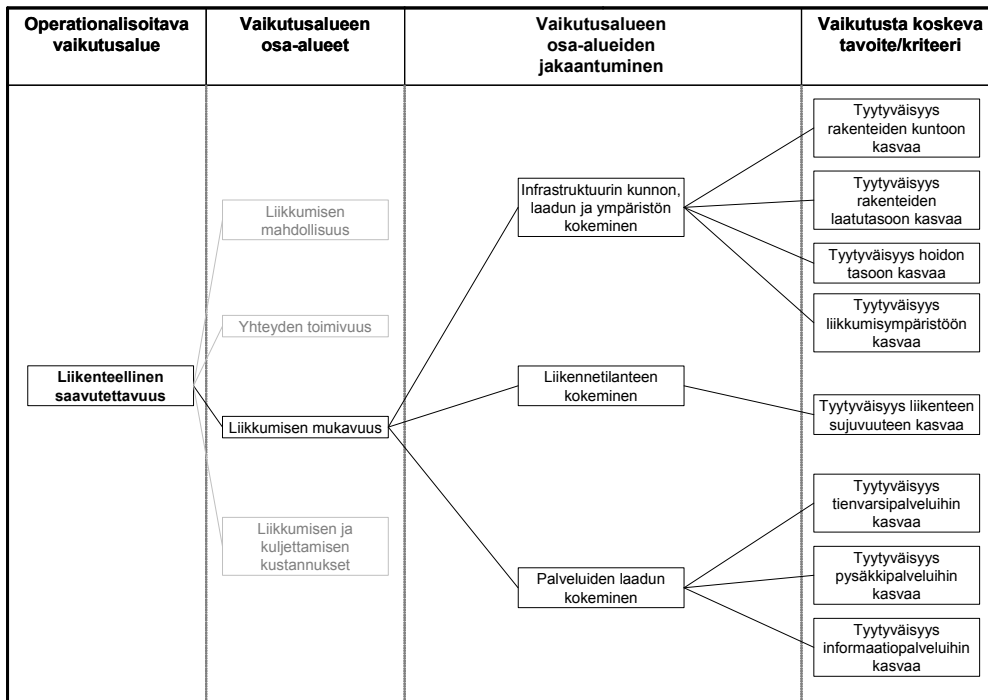 Operationalisoitava
vaikutusalue
Vaikutusalueen
osa-alueet
Vaikutusalueen
osa-alueiden
jakaantuminen
Vaikutusta koskeva
tavoite/kriteeri
Liikenteellinen
saavutettavuus
Liikkumisen
mahdollisuus
Yhteyden toimivuus
Liikkumisen mukavuus
Liikkumisen ja
kuljettamisen
kustannukset
Infrastruktuurin kunnon,
laadun ja ympäristön
kokeminen
Liikennetilanteen
kokeminen
Palveluiden laadun
kokeminen
Tyytyväisyys
rakenteiden kuntoon
kasvaa
Tyytyväisyys
rakenteiden
laatutasoon kasvaa
Tyytyväisyys hoidon
tasoon kasvaa
Tyytyväisyys
liikkumisympäristöön
kasvaa
Tyytyväisyys liikenteen
sujuvuuteen kasvaa
Tyytyväisyys
tienvarsipalveluihin
kasvaa
Tyytyväisyys
pysäkkipalveluihin
kasvaa
Tyytyväisyys
informaatiopalveluihin
kasvaa